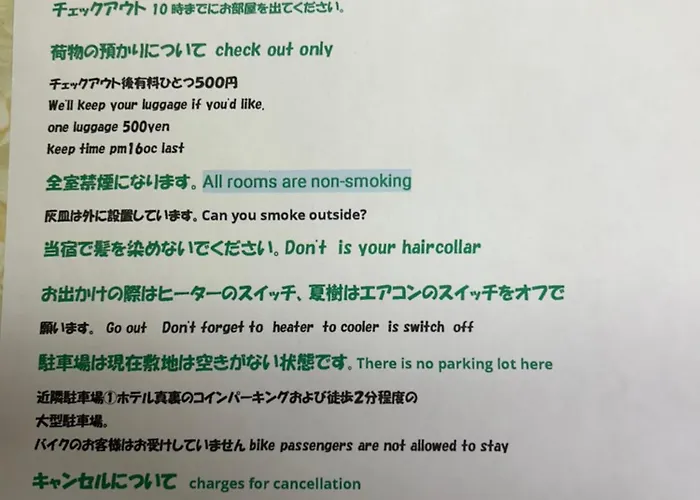 チェックアウト 10時までにお部屋を出てください。
荷物の預かりについて check out only
チェックアウト後有料ひとつ500円
We'll keep your luggage if you'd like.
one luggage 500yen
keep time pm16oc last
全室禁煙になります。All rooms are non-smoking
灰皿は外に設置しています。Can you smoke outside?
当宿で髪を染めないでください。Don't is your haircollar
お出かけの際はヒーターのスイッチ、夏樹はエアコンのスイッチをオフで
願います。 Go out Don't forget to heater to cooler is switch off
駐車場は現在敷地は空きがない状態です。There is no parking lot here
近隣駐車場①ホテル真裏のコインパーキングおよび徒歩2分程度の
大型駐車場。
バイクのお客様はお受けしていません bike passengers are not allowed to stay
キャンセルについて charges for cancellation